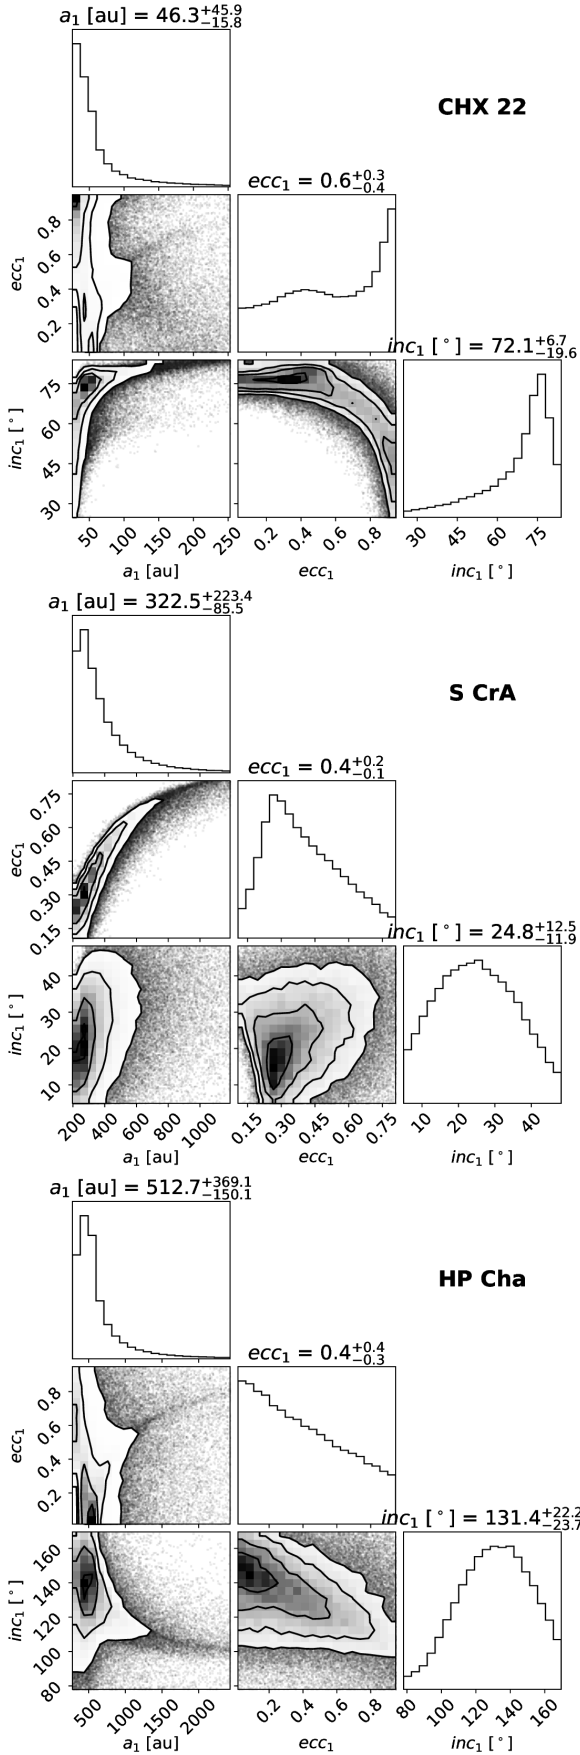 a₁ [au] = 46.3⁺⁴⁵·⁹₋₁₅.₈
CHX 22
ecc₁ = 0.6⁺⁰·³₋₀.₄
ecc₁
0.8
0.6
0.4
0.2
inc₁ [°] = 72.1⁺⁶·⁷₋₁₉.₆
inc₁ [°]
75
60
45
30
50 100 150 200 250
0.2 0.4 0.6 0.8
30 45 60 75
a₁ [au] ecc₁ inc₁ [°]
a₁ [au] = 322.5⁺²²³·⁴₋₈₅.₅
S CrA
ecc₁ = 0.4⁺⁰·²₋₀.₁
ecc₁
0.75
0.60
0.45
0.30
0.15
inc₁ [°] = 24.8⁺¹²·⁵₋₁₁.₉
inc₁ [°]
40
30
20
10
200 400 600 800 1000
0.15 0.30 0.45 0.60 0.75
10 20 30 40
a₁ [au] ecc₁ inc₁ [°]
a₁ [au] = 512.7⁺³⁶⁹·¹₋₁₅₀.₁
HP Cha
ecc₁ = 0.4⁺⁰·⁴₋₀.₃
ecc₁
0.8
0.6
0.4
0.2
inc₁ [°] = 131.4⁺²²·²₋₂₃.₇
inc₁ [°]
160
140
120
100
80
500 1000 1500 2000
0.2 0.4 0.6 0.8
80 100 120 140 160
a₁ [au] ecc₁ inc₁ [°]